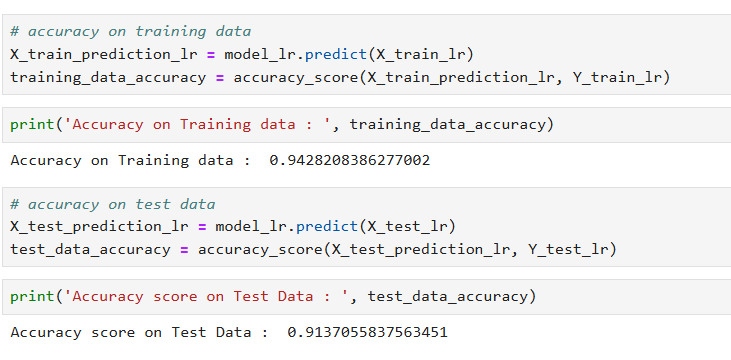 # accuracy on training data
X_train_prediction_lr = model_lr.predict(X_train_lr)
training_data_accuracy = accuracy_score(X_train_prediction_lr, Y_train_lr)
print('Accuracy on Training data : ', training_data_accuracy)
Accuracy on Training data :  0.9428208386277002
# accuracy on test data
X_test_prediction_lr = model_lr.predict(X_test_lr)
test_data_accuracy = accuracy_score(X_test_prediction_lr, Y_test_lr)
print('Accuracy score on Test Data : ', test_data_accuracy)
Accuracy score on Test Data :  0.9137055837563451